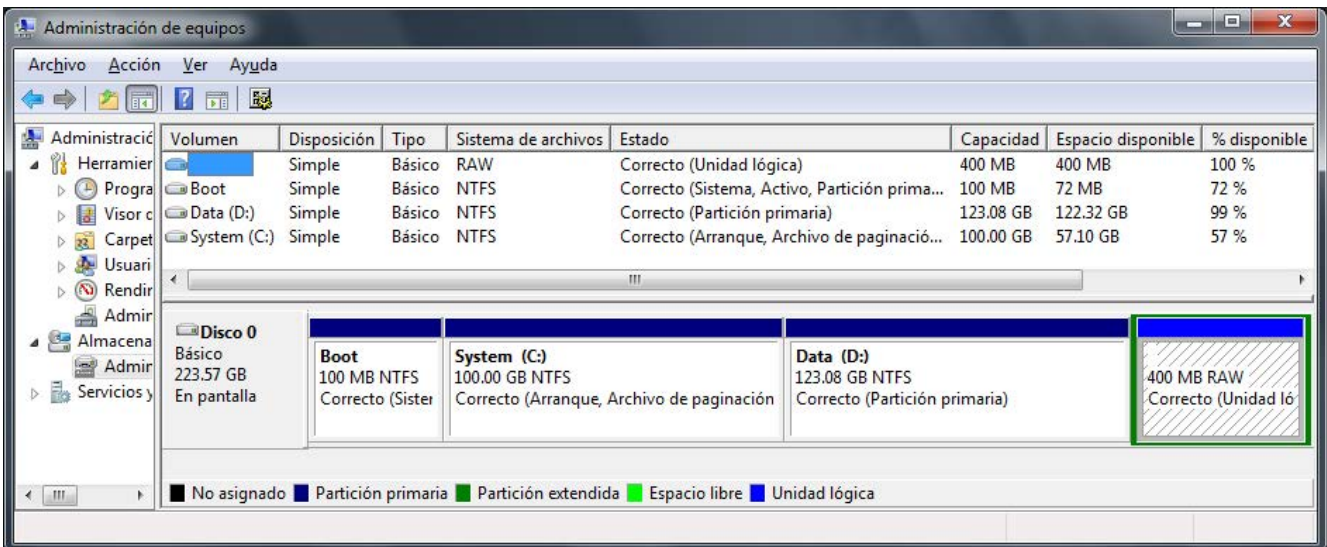 Administración de equipos
Archivo Acción Ver Ayuda
Administració
Herramier
Progra
Visor c
Carpet
Usuari
Rendir
Admir
Almacena
Admir
Servicios y
Volumen Disposición Tipo Sistema de archivos Estado Capacidad Espacio disponible % disponible
Simple Básico RAW Correcto (Unidad lógica) 400 MB 400 MB 100 %
Boot Simple Básico NTFS Correcto (Sistema, Activo, Partición prima... 100 MB 72 MB 72 %
Data (D:) Simple Básico NTFS Correcto (Partición primaria) 123.08 GB 122.32 GB 99 %
System (C:) Simple Básico NTFS Correcto (Arranque, Archivo de paginació... 100.00 GB 57.10 GB 57 %
Disco 0
Básico
223.57 GB
En pantalla
Boot
100 MB NTFS
Correcto (Sister
System (C:)
100.00 GB NTFS
Correcto (Arranque, Archivo de paginación
Data (D:)
123.08 GB NTFS
Correcto (Partición primaria)
400 MB RAW
Correcto (Unidad ló
No asignado Partición primaria Partición extendida Espacio libre Unidad lógica